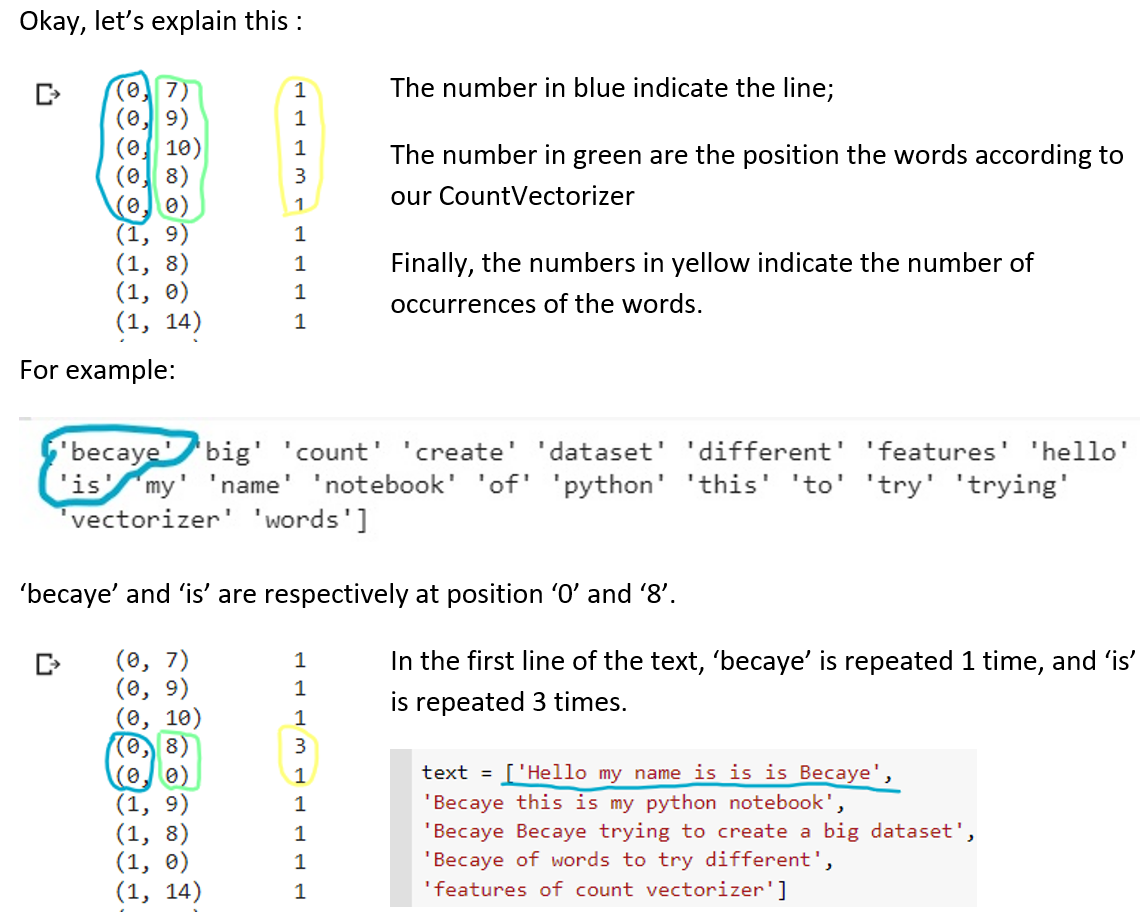 Okay, let’s explain this :
(0, 7) 1
(0, 9) 1
(0, 10) 1
(0, 8) 3
(0, 0) 1
(1, 9) 1
(1, 8) 1
(1, 0) 1
(1, 14) 1
The number in blue indicate the line;
The number in green are the position the words according to
our CountVectorizer
Finally, the numbers in yellow indicate the number of
occurrences of the words.
For example:
['becaye' 'big' 'count' 'create' 'dataset' 'different' 'features' 'hello'
'is' 'my' 'name' 'notebook' 'of' 'python' 'this' 'to' 'try' 'trying'
'vectorizer' 'words']
‘becaye’ and ‘is’ are respectively at position ‘0’ and ‘8’.
(0, 7) 1
(0, 9) 1
(0, 10) 1
(0, 8) 3
(0, 0) 1
(1, 9) 1
(1, 8) 1
(1, 0) 1
(1, 14) 1
In the first line of the text, ‘becaye’ is repeated 1 time, and ‘is’
is repeated 3 times.
text = ['Hello my name is is is Becaye',
'Becaye this is my python notebook',
'Becaye Becaye trying to create a big dataset',
'Becaye of words to try different',
'features of count vectorizer']